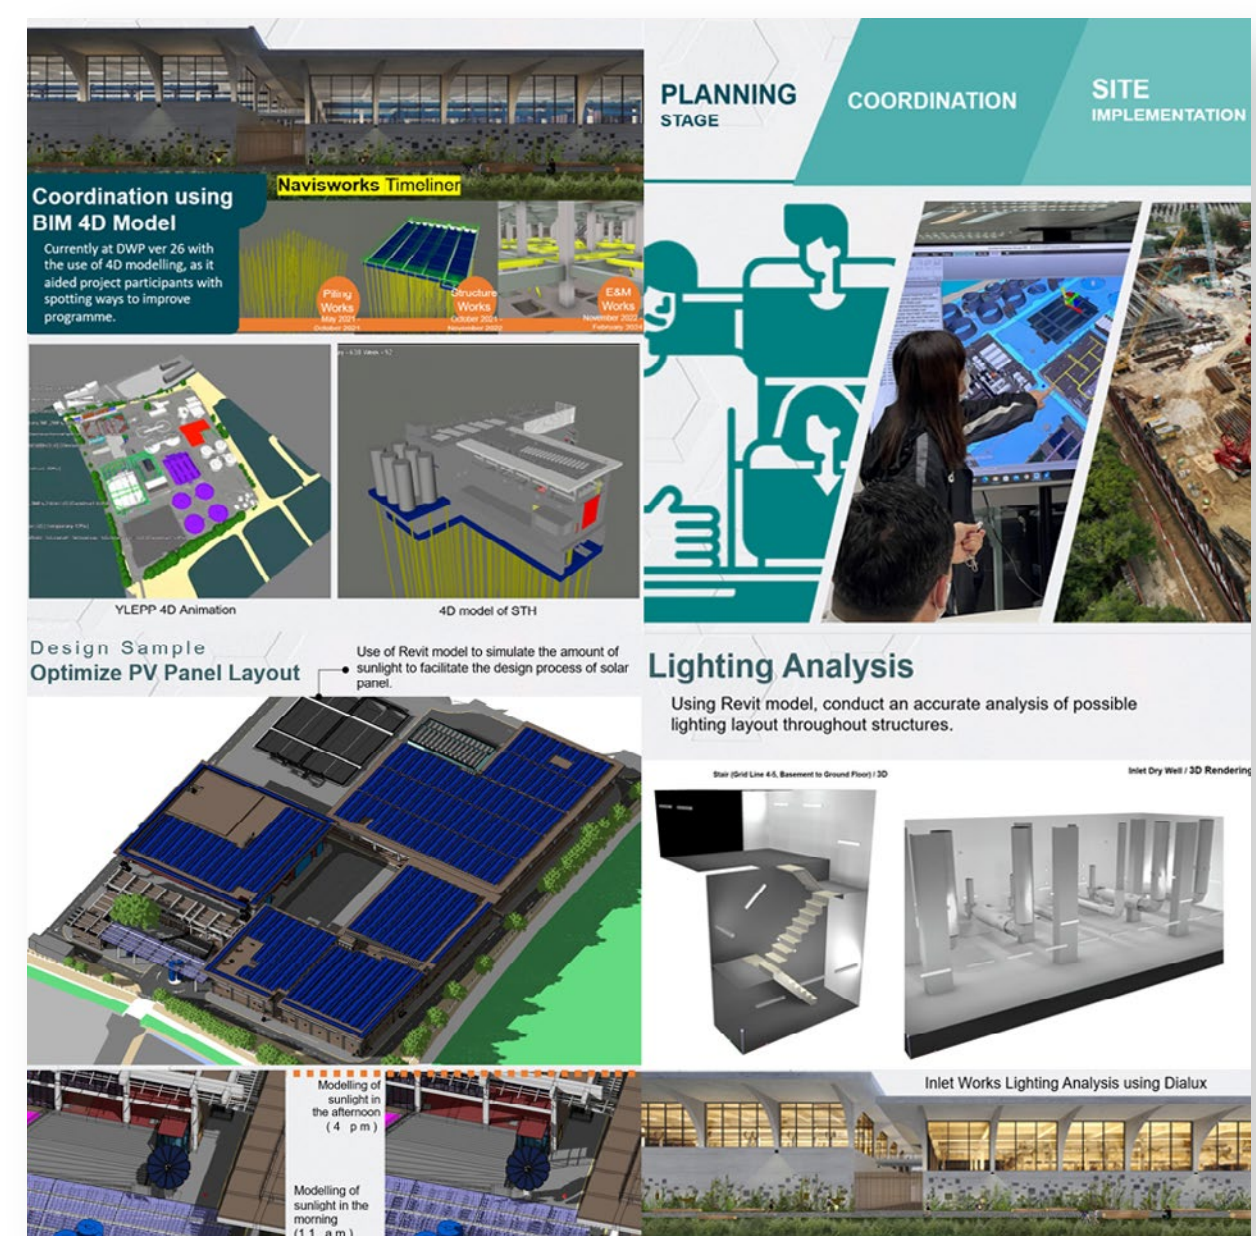 PLANNING
STAGE
COORDINATION
SITE
IMPLEMENTATION
Coordination using
BIM 4D Model
Currently at DWP ver 26 with
the use of 4D modelling, as it
aided project participants with
spotting ways to improve
programme.
Navisworks Timeliner
Piling
Works
May 2021 -
October 2021
Structure
Works
October 2021 -
November 2022
E&M
Works
November 2022 -
February 2024
YLEPP 4D Animation
4D model of STH
Design Sample
Optimize PV Panel Layout
Use of Revit model to simulate the amount of
sunlight to facilitate the design process of solar
panel.
Lighting Analysis
Using Revit model, conduct an accurate analysis of possible
lighting layout throughout structures.
Stair (Grid Line 4-5, Basement to Ground Floor) / 3D
Inlet Dry Well / 3D Rendering
Modelling of
sunlight in
the afternoon
(4 pm)
Modelling of
sunlight in the
morning
(11 a.m)
Inlet Works Lighting Analysis using Dialux